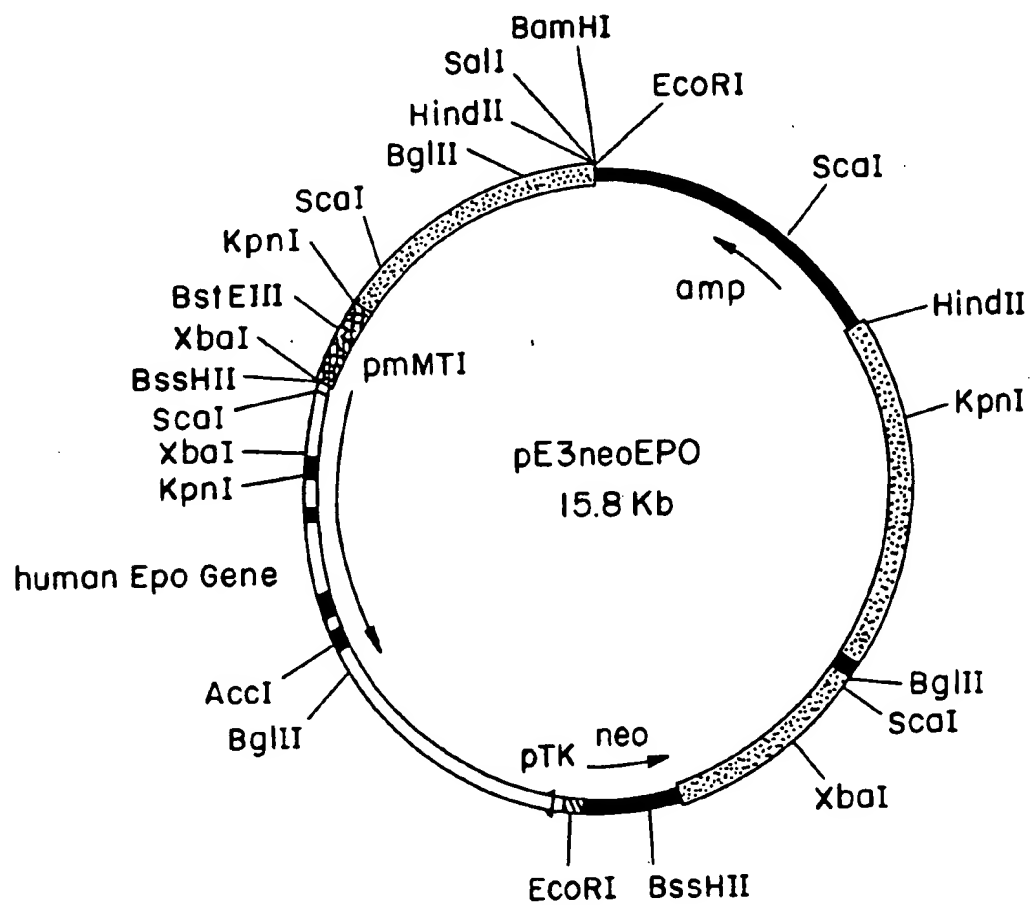 BamHI
SalI
EcoRI
HindII
BglII
ScaI
ScaI
KpnI
amp
BstEIII
HindII
XbaI
pmMTI
BssHII
KpnI
ScaI
XbaI
pE3neoEPO
KpnI
15.8 Kb
human Epo Gene
AccI
BglII
BglII
ScaI
pTK neo
XbaI
EcoRI BssHII